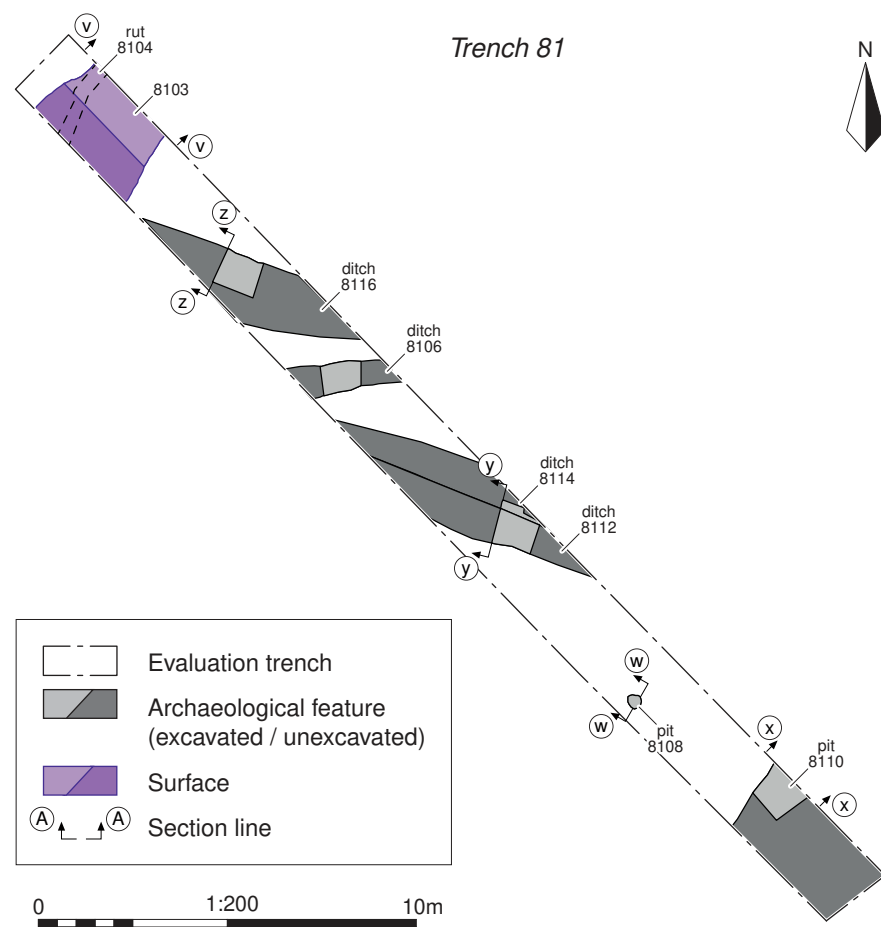 Trench 81
N
v
rut
8104
8103
v
z
z
ditch
8116
ditch
8106
y
ditch
8114
ditch
8112
y
w
w
pit
8108
x
pit
8110
x
Evaluation trench
Archaeological feature
(excavated / unexcavated)
Surface
A A Section line
0 1:200 10m